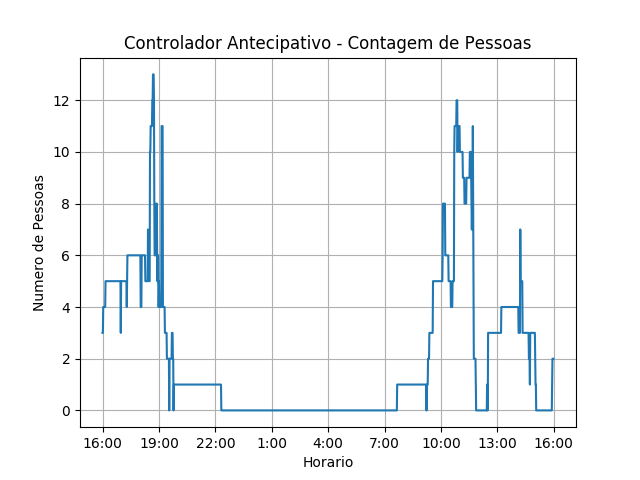 Controlador Antecipativo - Contagem de Pessoas
12
10
8
6
4
2
0
Numero de Pessoas
16:00 19:00 22:00 1:00 4:00 7:00 10:00 13:00 16:00
Horario